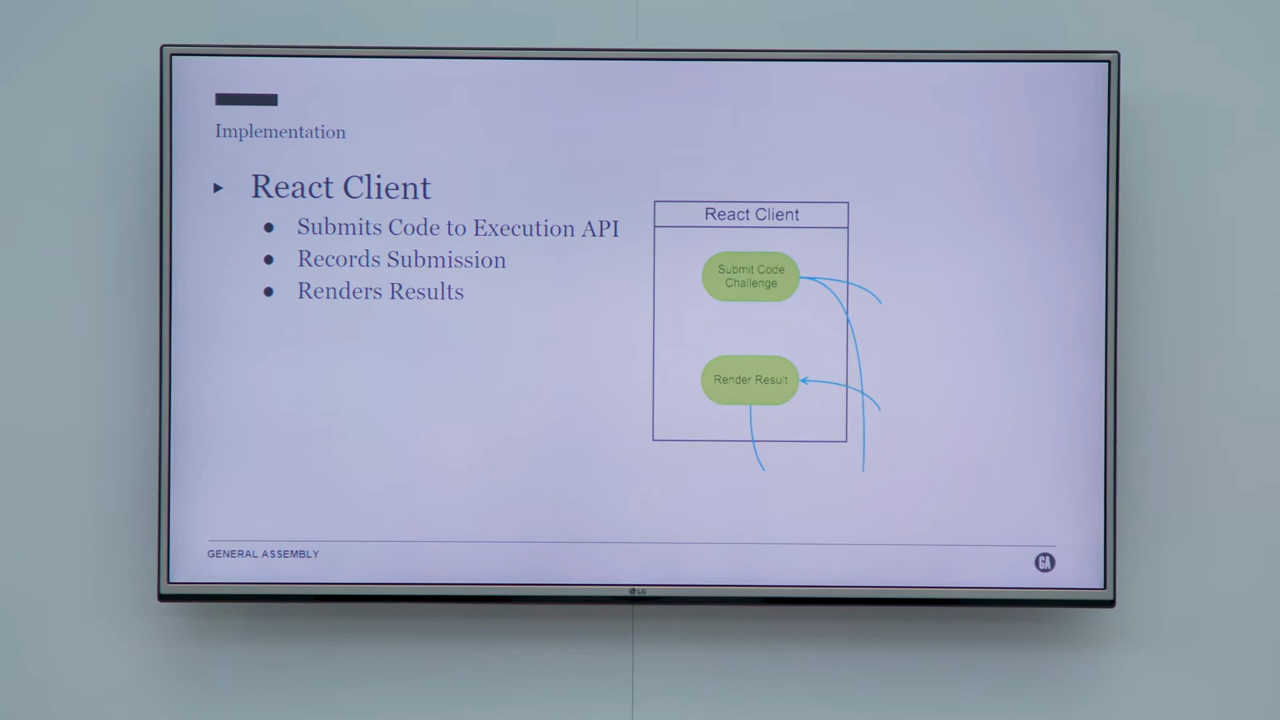 Implementation
React Client
Submits Code to Execution API
Records Submission
Renders Results
React Client
Submit Code
Challenge
Render Result
GENERAL ASSEMBLY
GA
LG